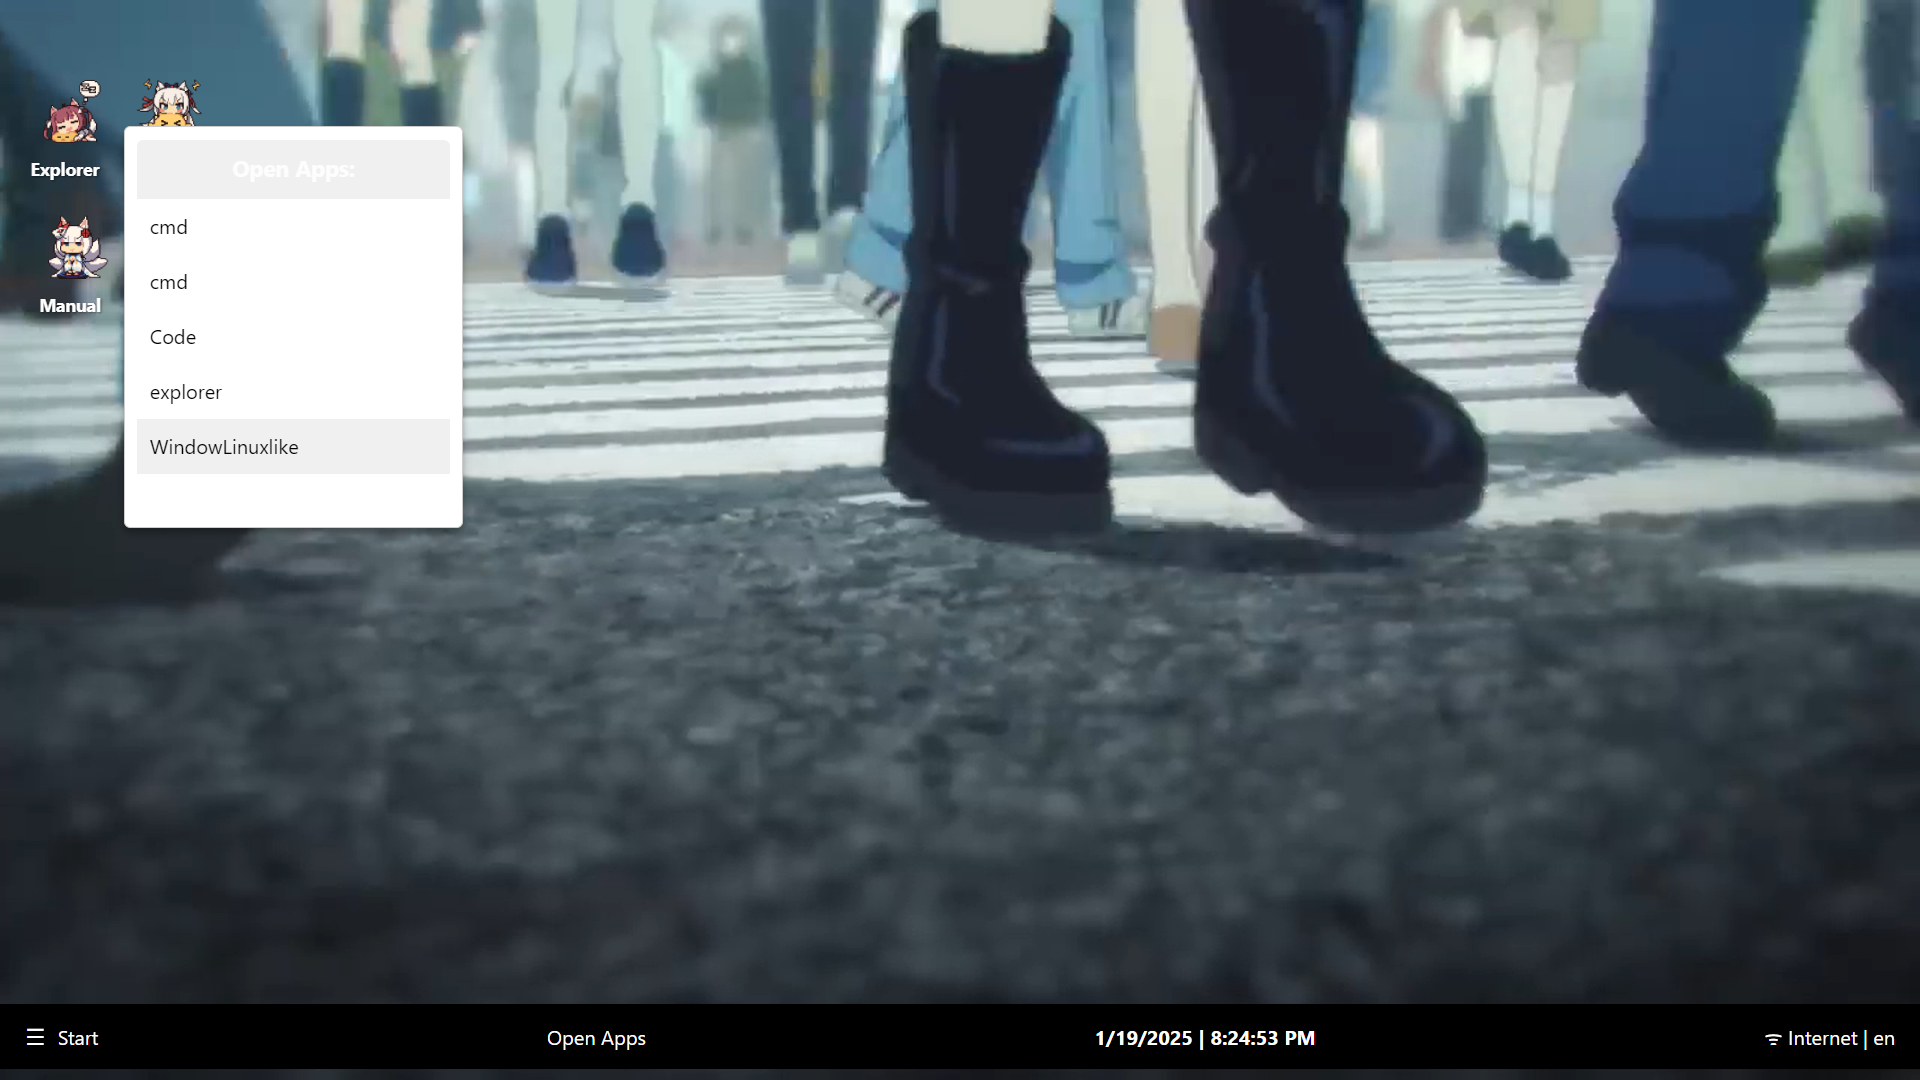 Explorer
Manual
Open Apps:
cmd
cmd
Code
explorer
WindowLinuxlike
☰ Start
Open Apps
1/19/2025 | 8:24:53 PM
Internet | en